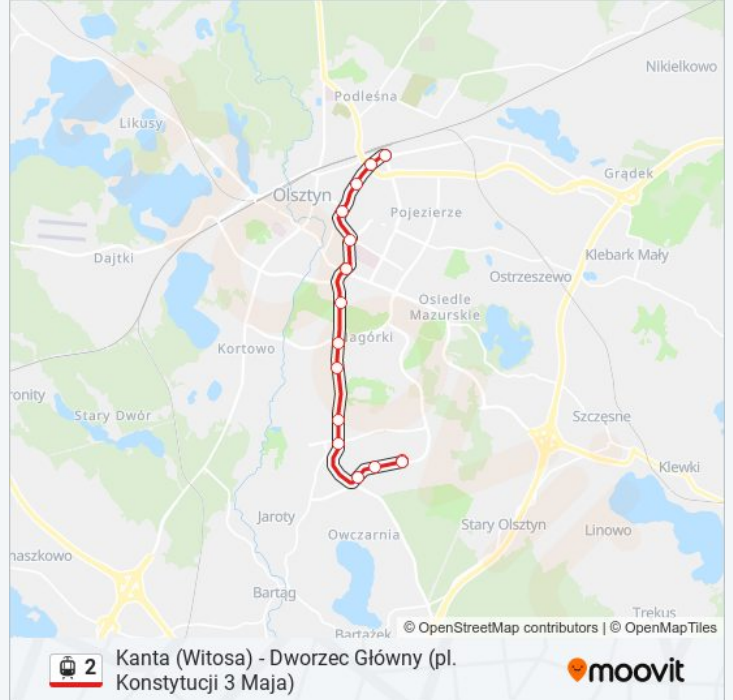 Nikielkowo
Podleśna
Likusy
Grądek
Olsztyn
Pojezierze
Klebark Mały
Dajtki
Ostrzeszewo
Osiedle
Mazurskie
agórki
Kortowo
ronity
Stary Dwór
Szczęsne
Klewki
Jaroty
Stary Olsztyn
Linowo
Owczarnia
naszkowo
Bartąg
Trekus
© OpenStreetMap contributors | © OpenMapTiles
Bartążek
2
Kanta (Witosa) - Dworzec Główny (pl.
Konstytucji 3 Maja)
moovit